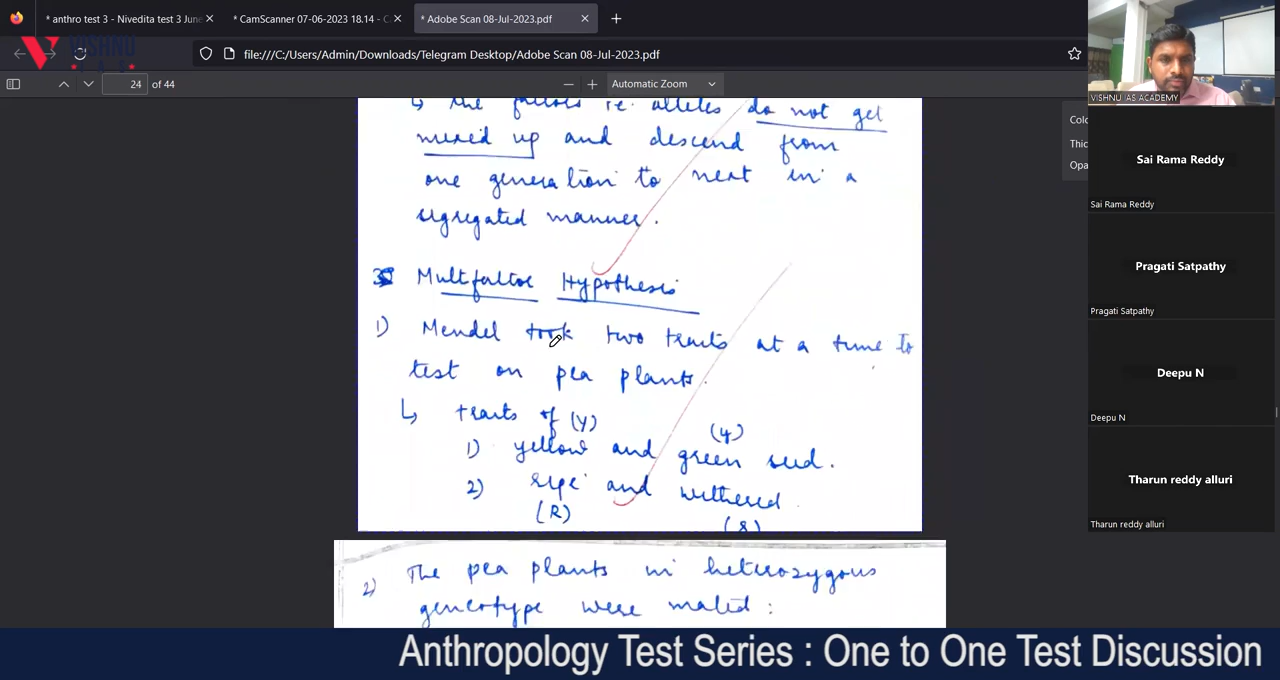 * anthro test 3 - Nivedita test 3 June
* CamScanner 07-06-2023 18.14 - C
* Adobe Scan 08-Jul-2023.pdf
VISHNU
IAS
file:///C:/Users/Admin/Downloads/Telegram Desktop/Adobe Scan 08-Jul-2023.pdf
24 of 44
Automatic Zoom
Colo
Thic
Opa
↳ the factors i.e. alleles do not get
mixed up and descend from
one generation to next in a
segregated manner.
Multfaltor Hypothesis
1) Mendel took two traits at a time to
test on pea plants.
↳ traits of (Y) (y)
1) yellow and green seed.
2) ripe and withered
(R)
2) The pea plants in heterozygous
genotype were mated :
VISHNU IAS ACADEMY
Sai Rama Reddy
Sai Rama Reddy
Pragati Satpathy
Pragati Satpathy
Deepu N
Deepu N
Tharun reddy alluri
Tharun reddy alluri
Anthropology Test Series : One to One Test Discussion